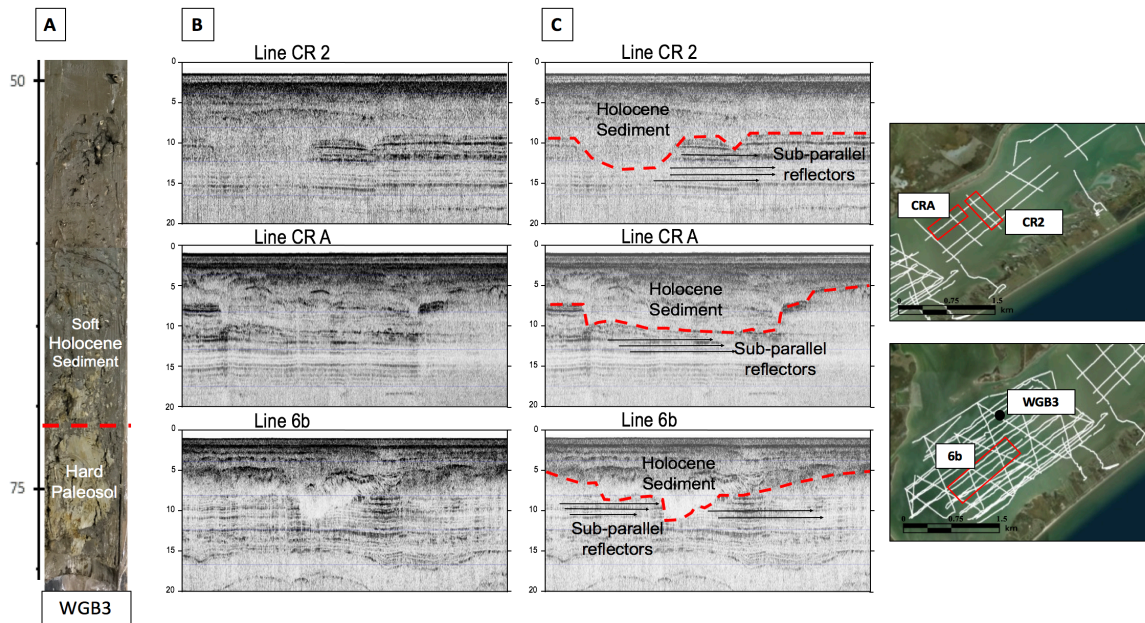 A
50
Soft
Holocene
Sediment
Hard
Paleosol
75
WGB3
B
Line CR 2
0
5
10
15
20
Line CR A
0
5
10
15
20
Line 6b
0
5
10
15
20
C
Line CR 2
0
5
10
15
20
Holocene
Sediment
Sub-parallel
reflectors
Line CR A
0
5
10
15
20
Holocene
Sediment
Sub-parallel
reflectors
Line 6b
0
5
10
15
20
Holocene
Sediment
Sub-parallel
reflectors
CRA
CR2
0 0.75 1.5
km
WGB3
6b
0 0.75 1.5
km